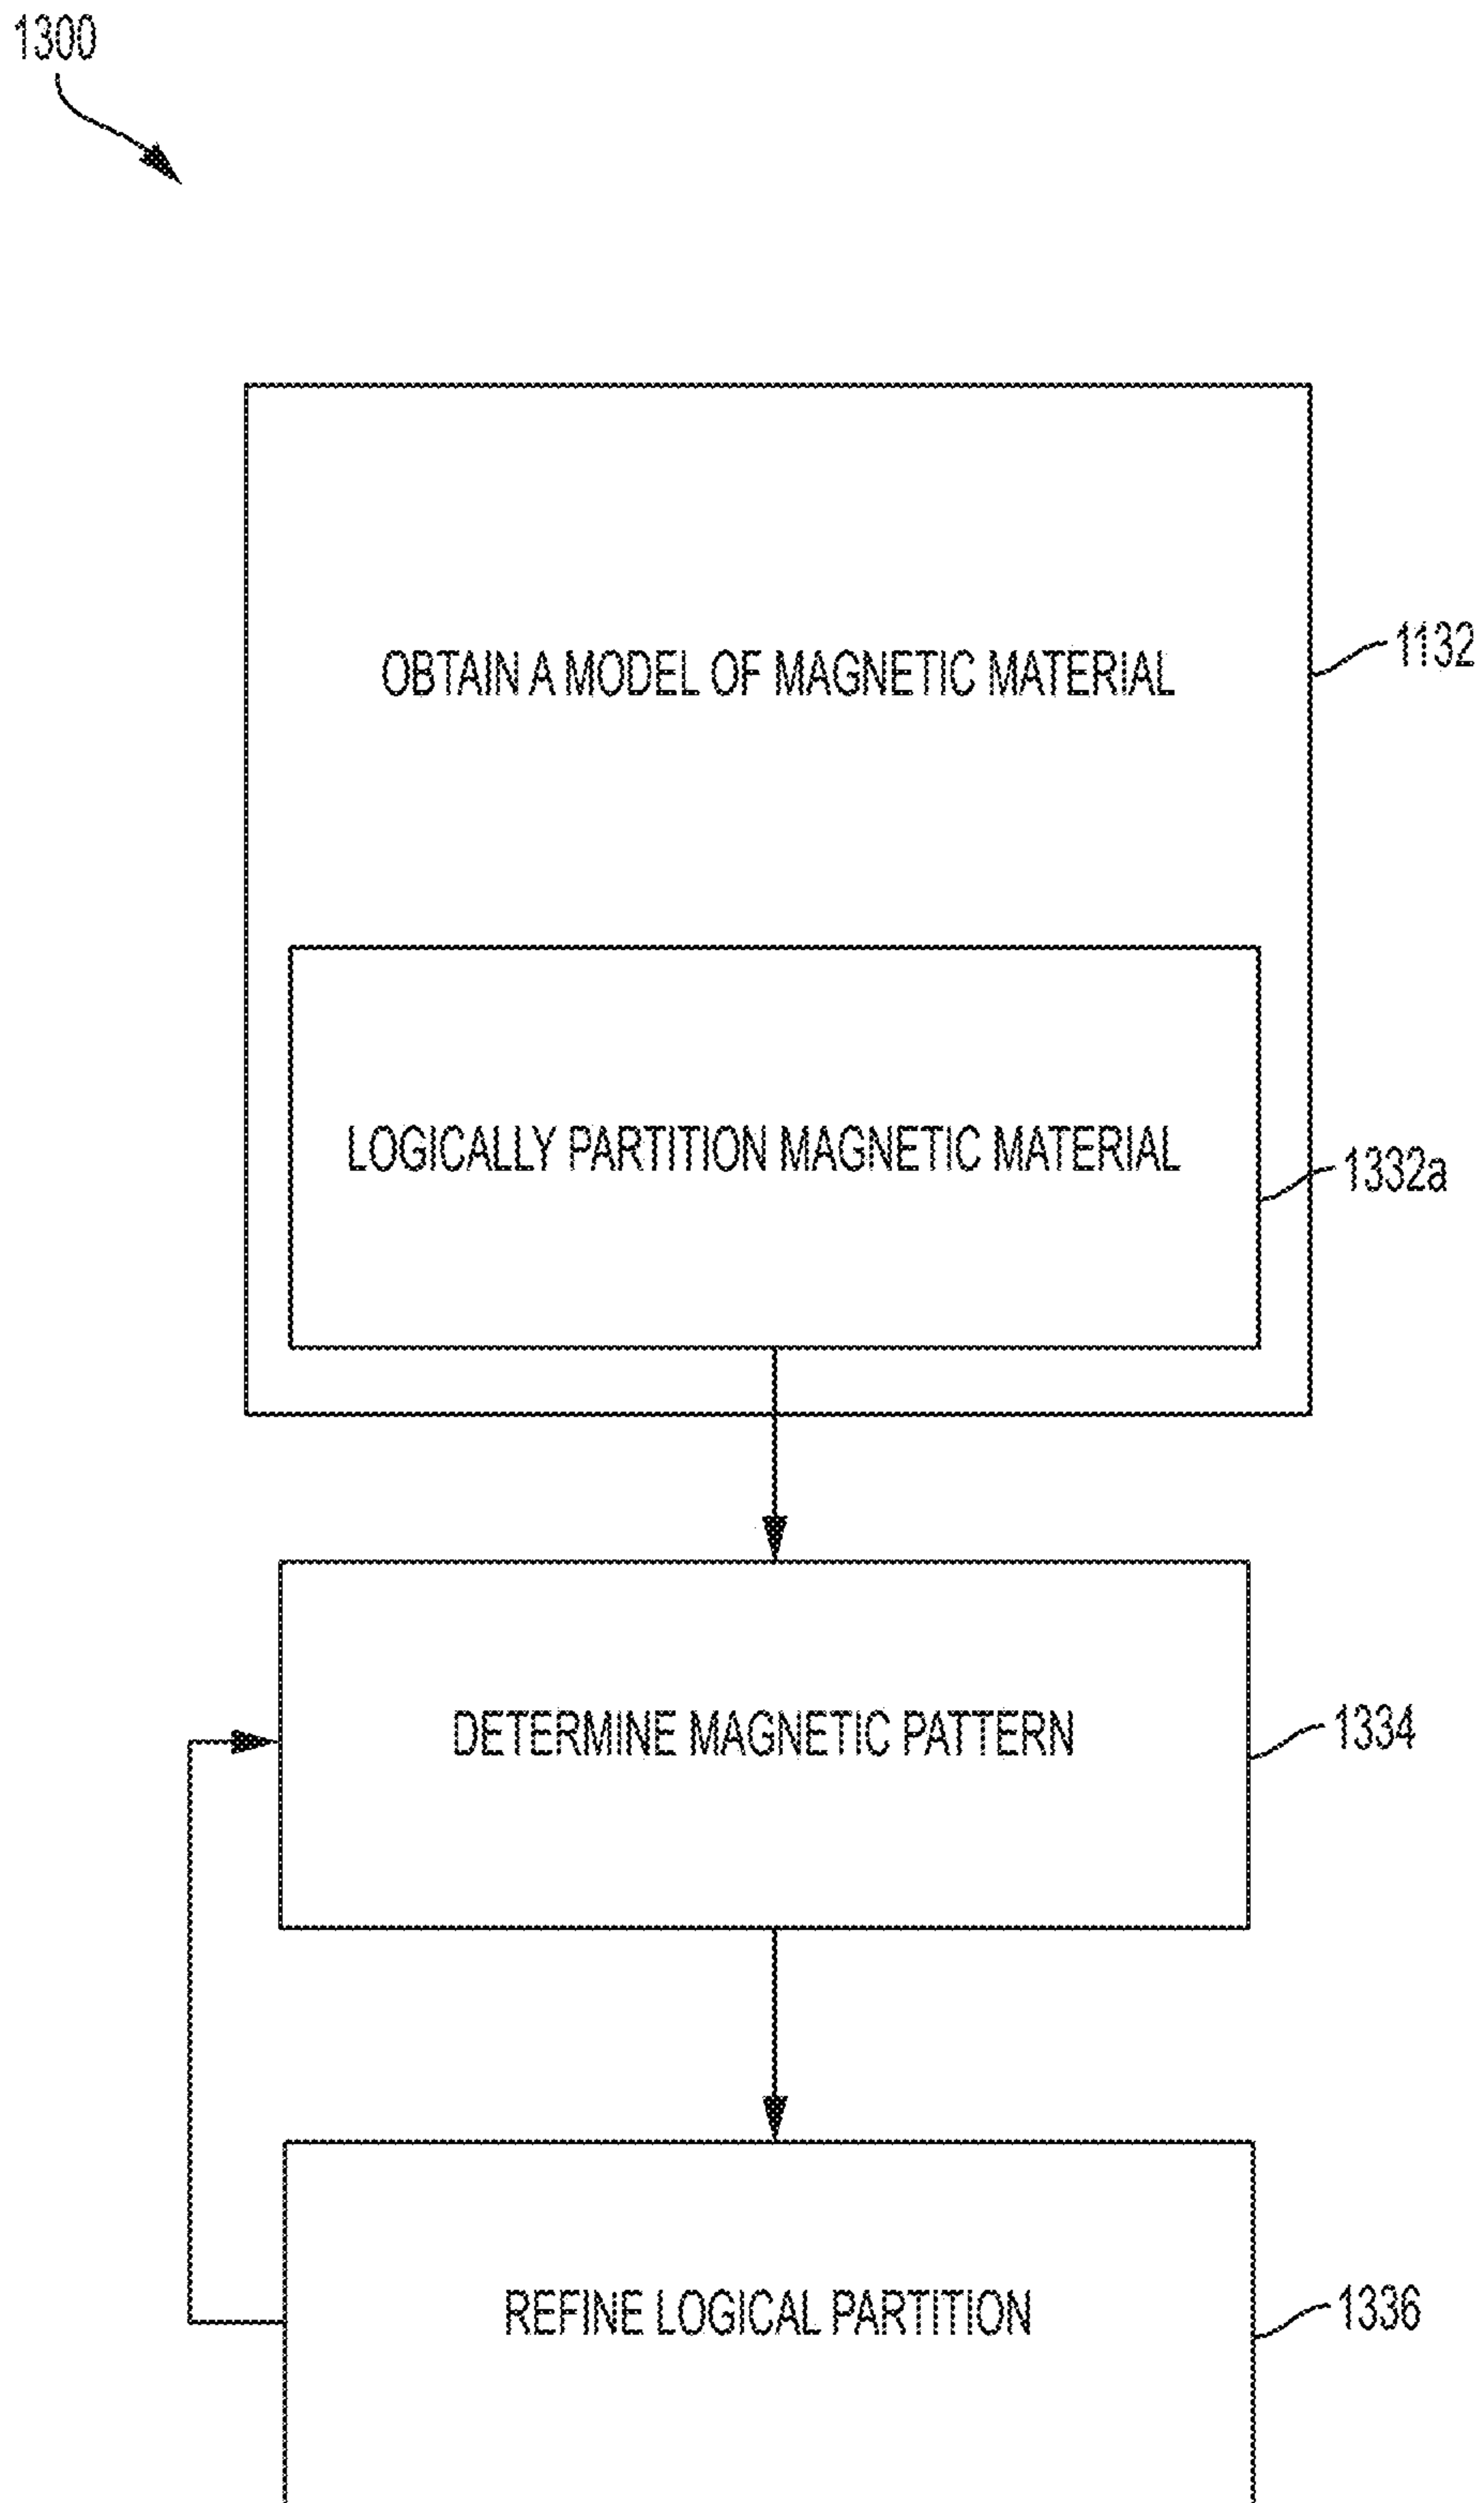 1300
OBTAIN A MODEL OF MAGNETIC MATERIAL
1132
LOGICALLY PARTITION MAGNETIC MATERIAL
1332a
DETERMINE MAGNETIC PATTERN
1334
REFINE LOGICAL PARTITION
1336